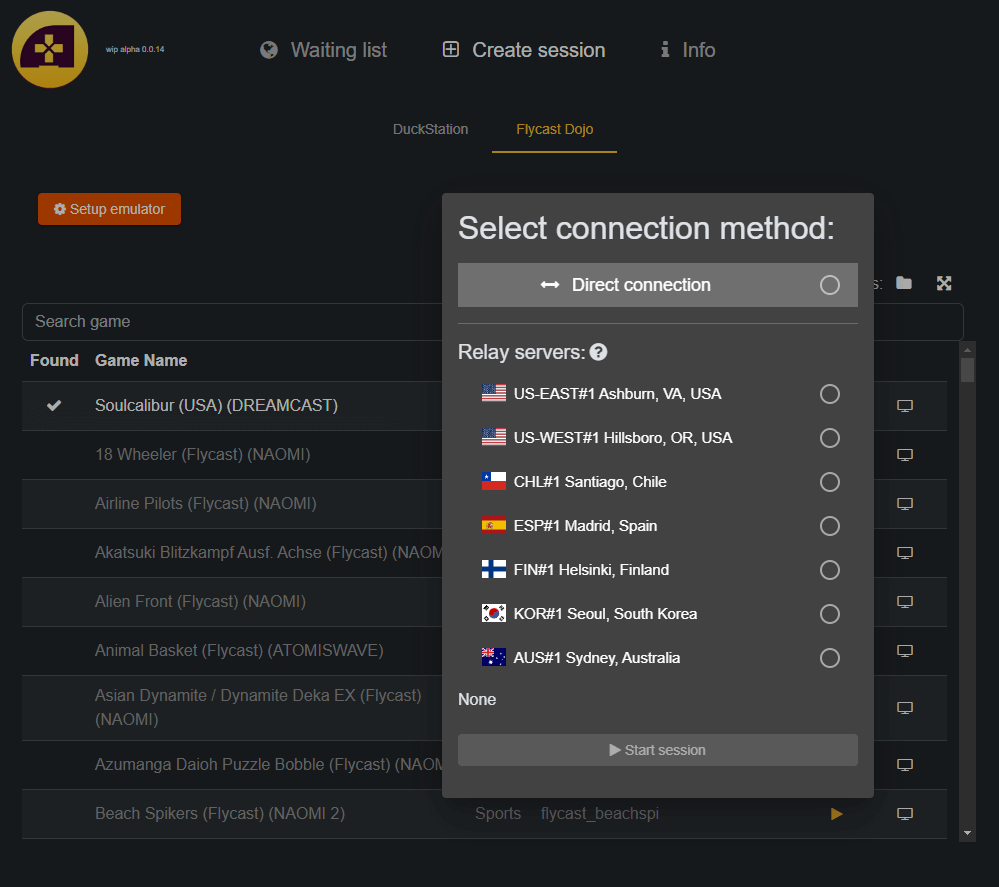 wip alpha 0.0.14
Waiting list
Create session
Info
DuckStation
Flycast Dojo
Setup emulator
Select connection method:
Direct connection
s:
Search game
Relay servers:
Found Game Name
US-EAST#1 Ashburn, VA, USA
Soulcalibur (USA) (DREAMCAST)
US-WEST#1 Hillsboro, OR, USA
18 Wheeler (Flycast) (NAOMI)
CHL#1 Santiago, Chile
Airline Pilots (Flycast) (NAOMI)
ESP#1 Madrid, Spain
Akatsuki Blitzkampf Ausf. Achse (Flycast) (NAOM
FIN#1 Helsinki, Finland
Alien Front (Flycast) (NAOMI)
KOR#1 Seoul, South Korea
Animal Basket (Flycast) (ATOMISWAVE)
AUS#1 Sydney, Australia
Asian Dynamite / Dynamite Deka EX (Flycast)
(NAOMI)
None
Azumanga Daioh Puzzle Bobble (Flycast) (NAOM
Start session
Beach Spikers (Flycast) (NAOMI 2) Sports flycast_beachspi